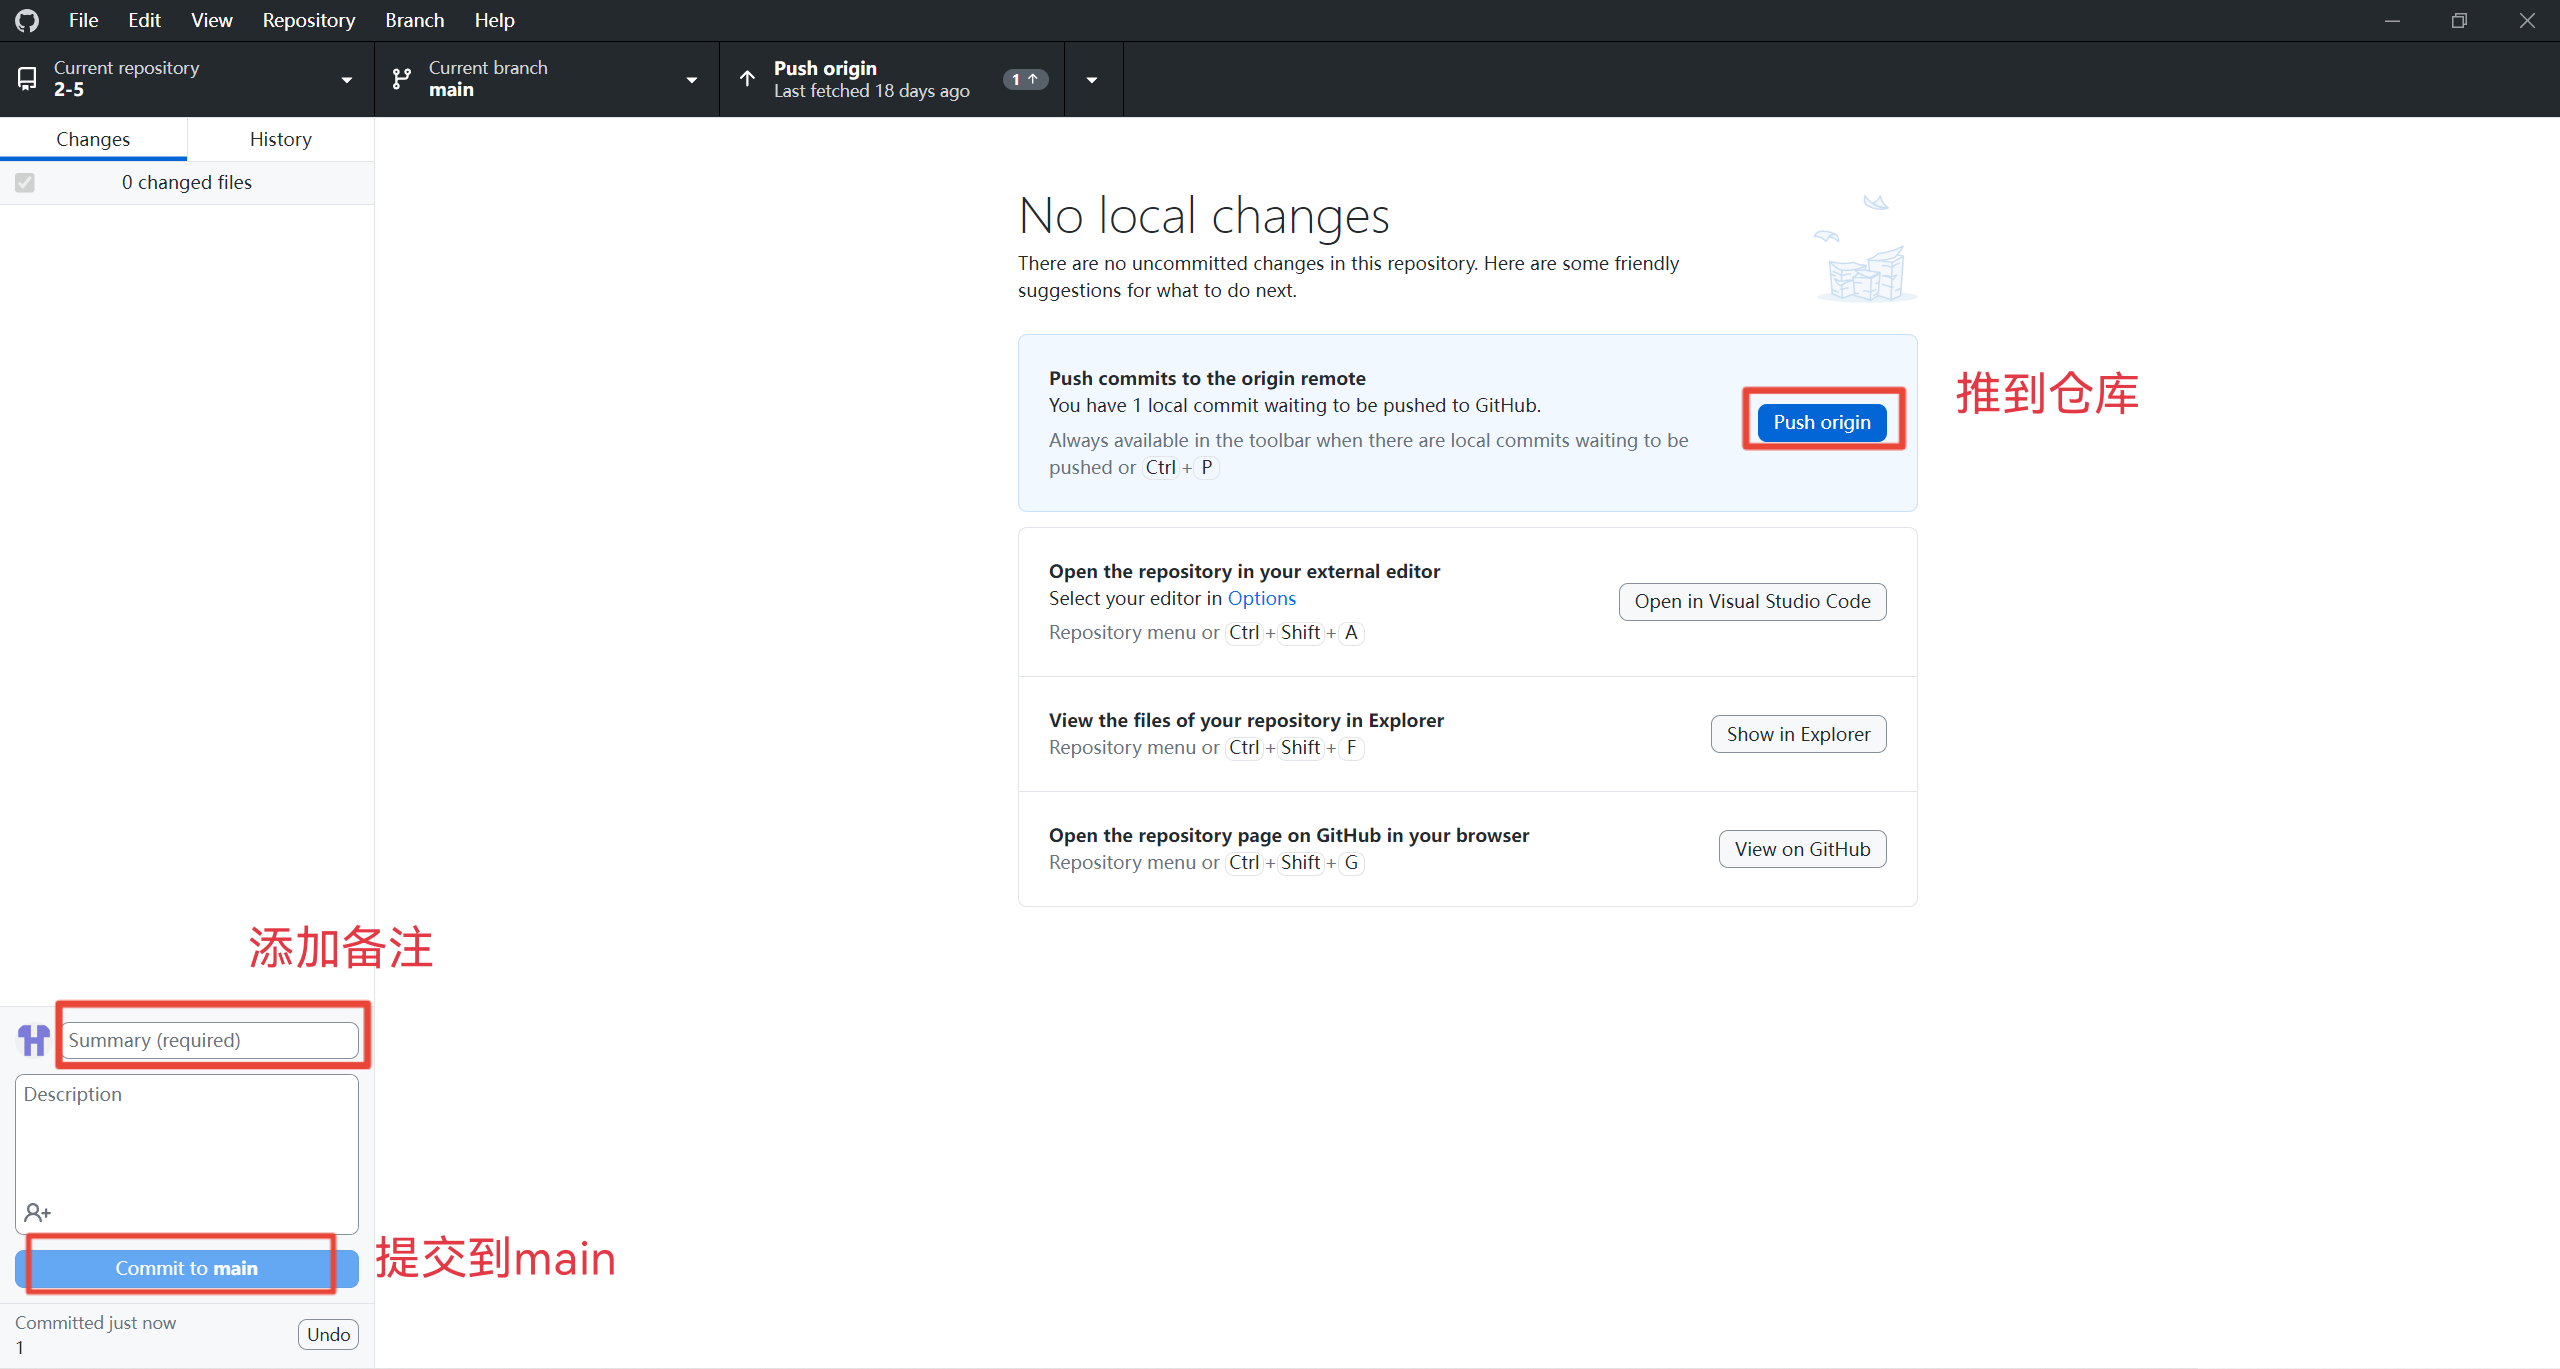 File Edit View Repository Branch Help
Current repository
2-5
Current branch
main
Push origin
Last fetched 18 days ago
1
Changes
History
0 changed files
No local changes
There are no uncommitted changes in this repository. Here are some friendly
suggestions for what to do next.
Push commits to the origin remote
You have 1 local commit waiting to be pushed to GitHub.
Always available in the toolbar when there are local commits waiting to be
pushed or Ctrl + P
Push origin
推到仓库
Open the repository in your external editor
Select your editor in Options
Repository menu or Ctrl + Shift + A
Open in Visual Studio Code
View the files of your repository in Explorer
Repository menu or Ctrl + Shift + F
Show in Explorer
Open the repository page on GitHub in your browser
Repository menu or Ctrl + Shift + G
View on GitHub
添加备注
Summary (required)
Description
Commit to main
提交到main
Committed just now
1
Undo